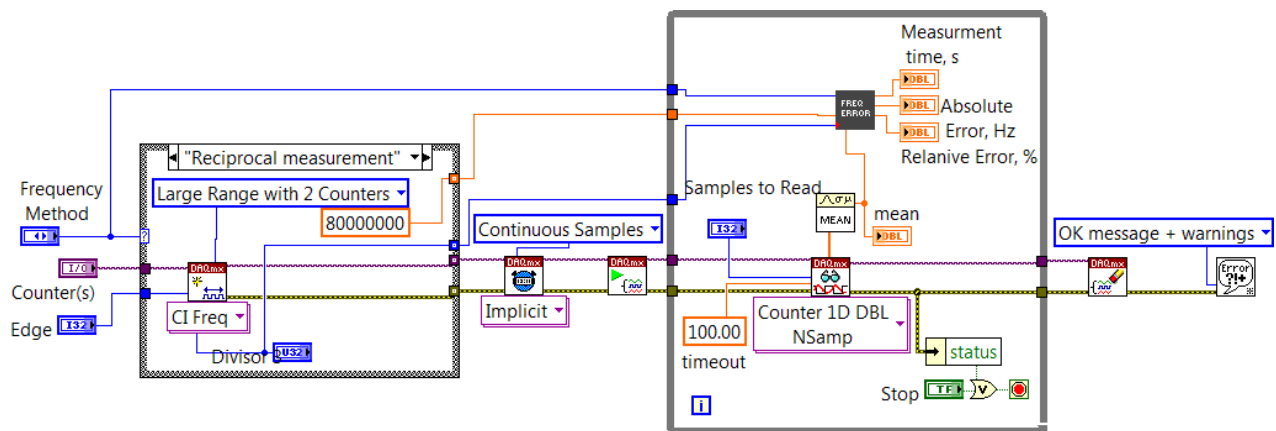 Measurment
time, s
DBL
FREQ
ERROR
DBL
Absolute
DBL
Error, Hz
Relanive Error, %
"Reciprocal measurement"
Frequency
Method
Large Range with 2 Counters
80000000
Samples to Read
MEAN
mean
DBL
I32
Continuous Samples
OK message + warnings
I/O
Counter(s)
DAQmx
DAQmx
DAQmx
DAQmx
DAQmx
Error
?!+
Edge
I32
CI Freq
Implicit
Divisor
U32
100.00
timeout
Counter 1D DBL
NSamp
status
Stop
TF
V
i